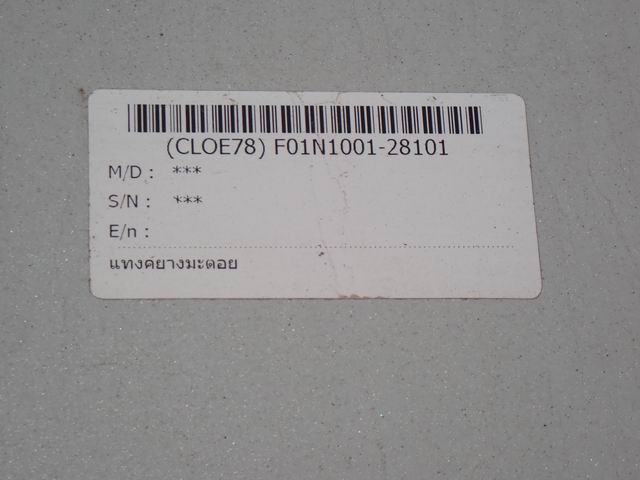 (CLOE78) F01N1001-28101
M/D : ***
S/N : ***
E/n :
แทงค์ยางมะตอย